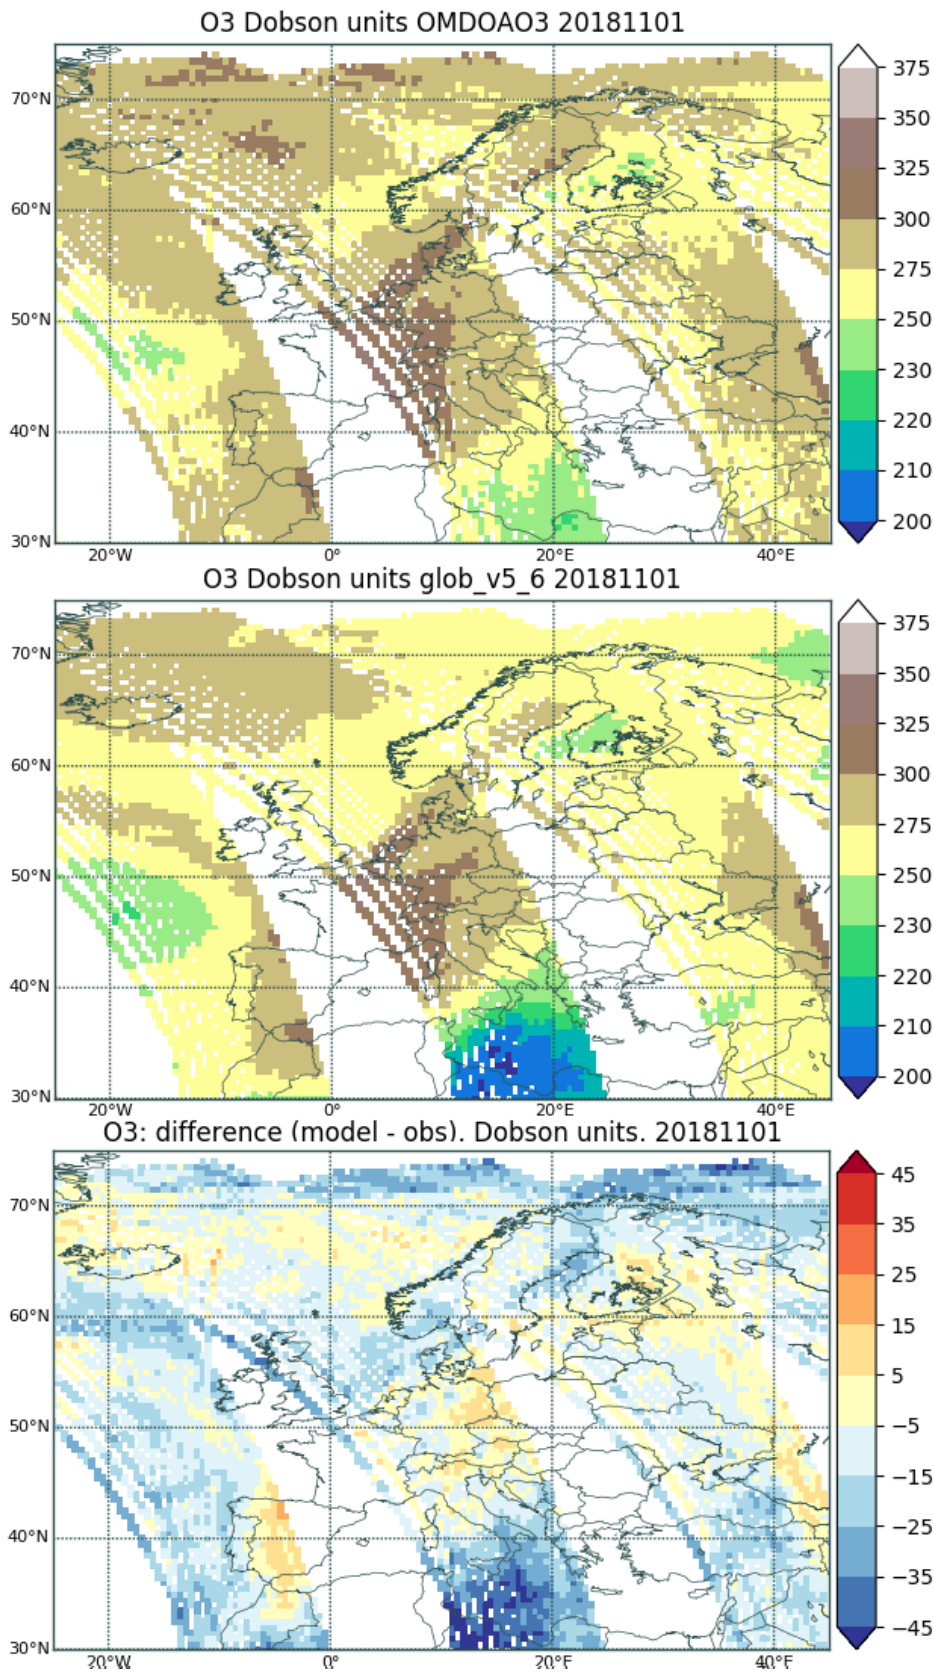 O3 Dobson units OMDOAO3 20181101
70°N
60°N
50°N
40°N
30°N
20°W
0°
20°E
40°E
375
350
325
300
275
250
230
220
210
200
O3 Dobson units glob_v5_6 20181101
70°N
60°N
50°N
40°N
30°N
20°W
0°
20°E
40°E
375
350
325
300
275
250
230
220
210
200
O3: difference (model - obs). Dobson units. 20181101
70°N
60°N
50°N
40°N
30°N
20°W
0°
20°E
40°E
45
35
25
15
5
−5
−15
−25
−35
−45